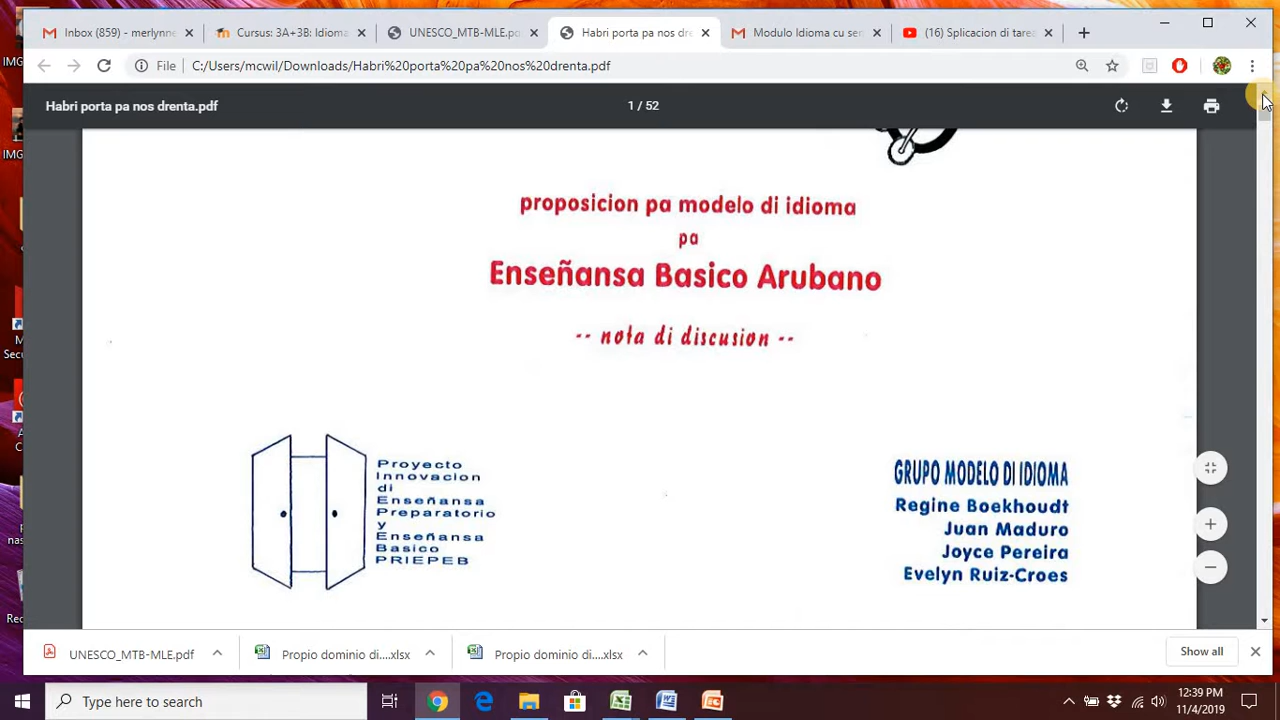 Inbox (859) - merlynne
Cursus: 3A+3B: Idioma
UNESCO_MTB-MLE.pd
Habri porta pa nos dre
Modulo Idioma cu ser
(16) Splicacion di tarea
File
C:/Users/mcwil/Downloads/Habri%20porta%20pa%20nos%20drenta.pdf
Habri porta pa nos drenta.pdf
1 / 52
proposicion pa modelo di idioma
pa
Enseñansa Basico Arubano
-- nota di discusion --
Proyecto
Innovacion
di
Enseñansa
Preparatorio
y
Enseñansa
Basico
PRIEPEB
GRUPO MODELO DI IDIOMA
Regine Boekhoudt
Juan Maduro
Joyce Pereira
Evelyn Ruiz-Croes
UNESCO_MTB-MLE.pdf
Propio dominio di....xlsx
Propio dominio di....xlsx
Show all
Type here to search
12:39 PM
11/4/2019